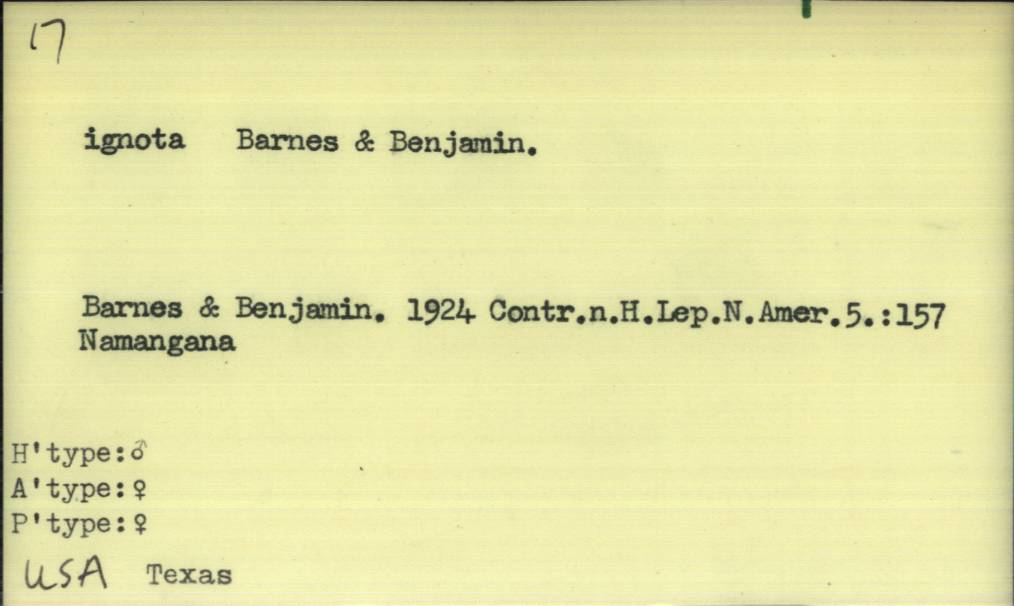 17
ignota Barnes & Benjamin.
Barnes & Benjamin. 1924 Contr.n.H.Lep.N.Amer.5.:157
Namangana
H'type:♂
A'type:♀
P'type:♀
USA Texas